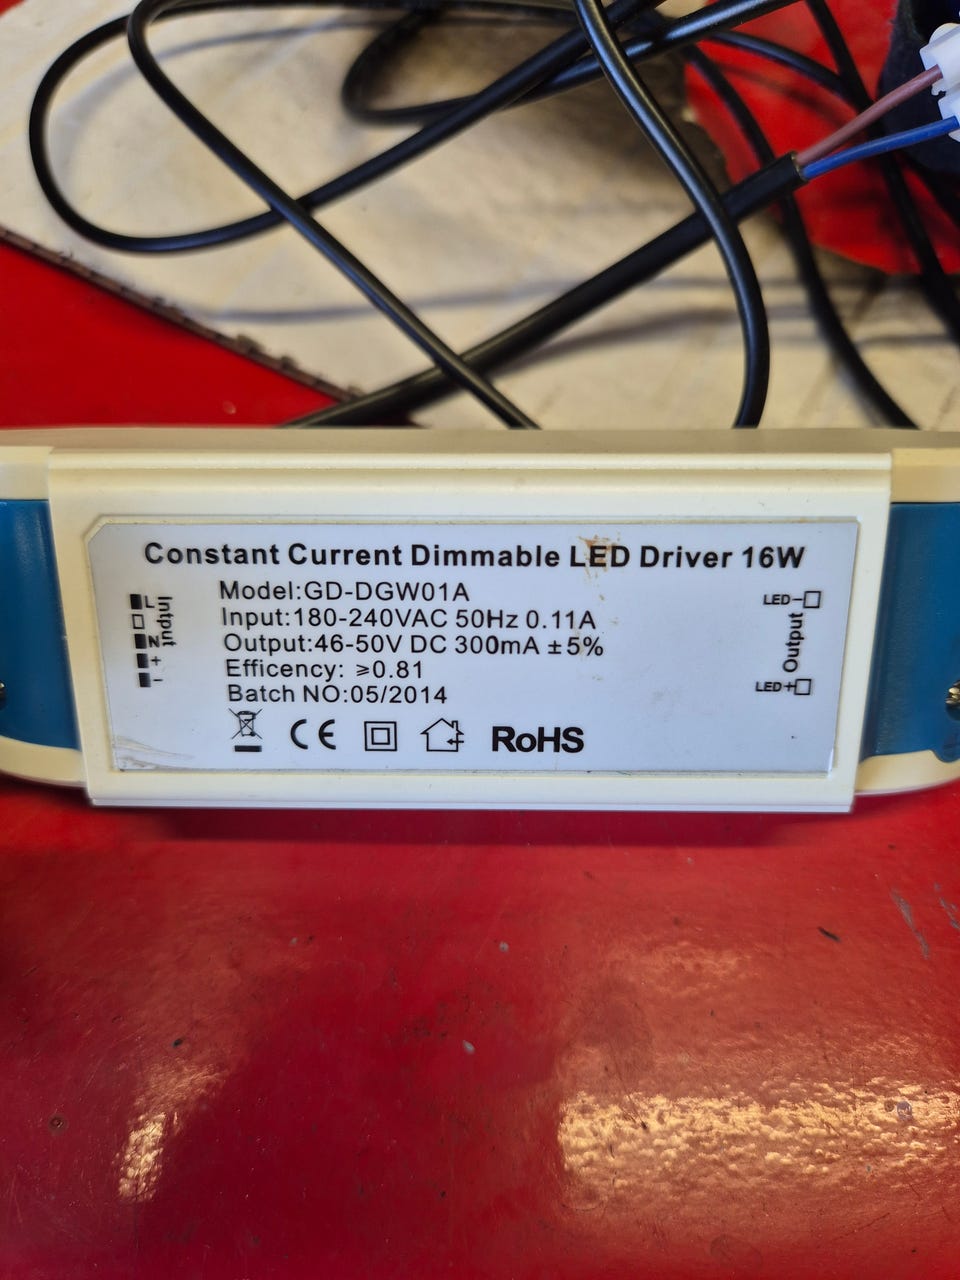 Constant Current Dimmable LED Driver 16W
Model:GD-DGW01A
Input:180-240VAC 50Hz 0.11A
Output:46-50V DC 300mA ±5%
Efficency: ≥0.81
Batch NO:05/2014
CE RoHS
L
N
+
-
Intput
LED-
Output
LED+